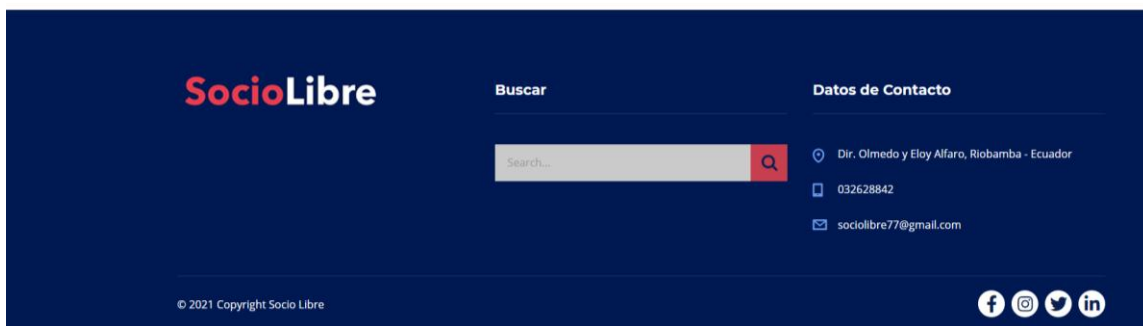 SocioLibre
Buscar
Search...
Datos de Contacto
Dir. Olmedo y Eloy Alfaro, Riobamba - Ecuador
032628842
sociolibre77@gmail.com
© 2021 Copyright Socio Libre